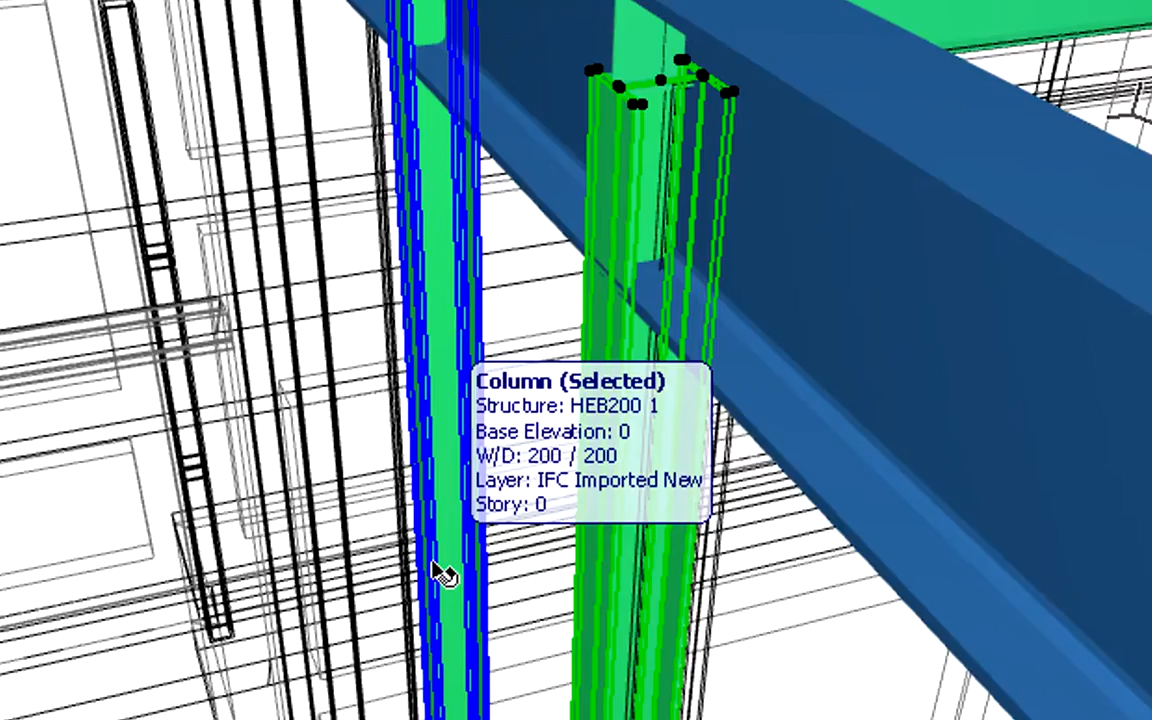 Column (Selected)
Structure: HEB200 1
Base Elevation: 0
W/D: 200 / 200
Layer: IFC Imported New
Story: 0